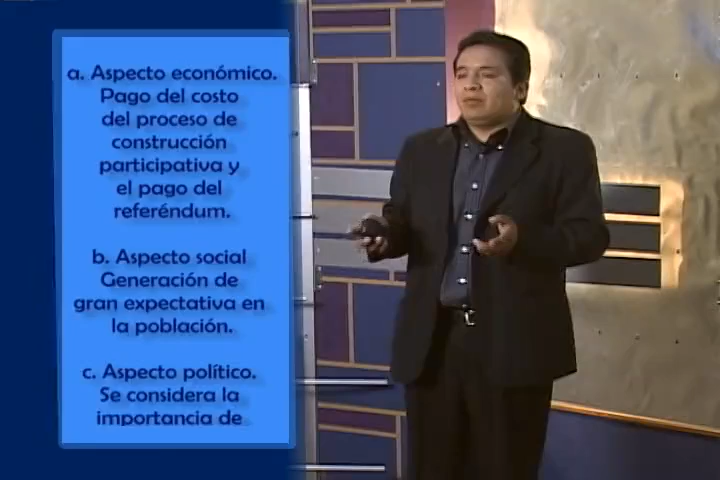 a. Aspecto económico.
Pago del costo
del proceso de
construcción
participativa y
el pago del
referéndum.
b. Aspecto social
Generación de
gran expectativa en
la población.
c. Aspecto político.
Se considera la
importancia de